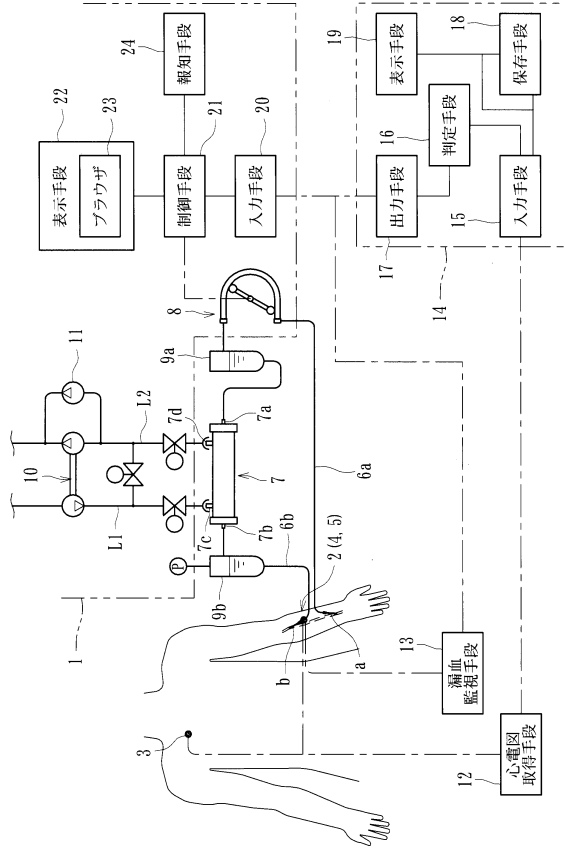 22
表示手段
ブラウザ
23
報知手段
24
制御手段
21
入力手段
20
表示手段
19
保存手段
18
判定手段
16
出力手段
17
入力手段
15
14
11
10
L1
L2
7c
7d
7a
7b
7
8
9a
9b
P
6a
6b
2 (4, 5)
a
b
1
3
漏血
監視手段
13
心電図
取得手段
12